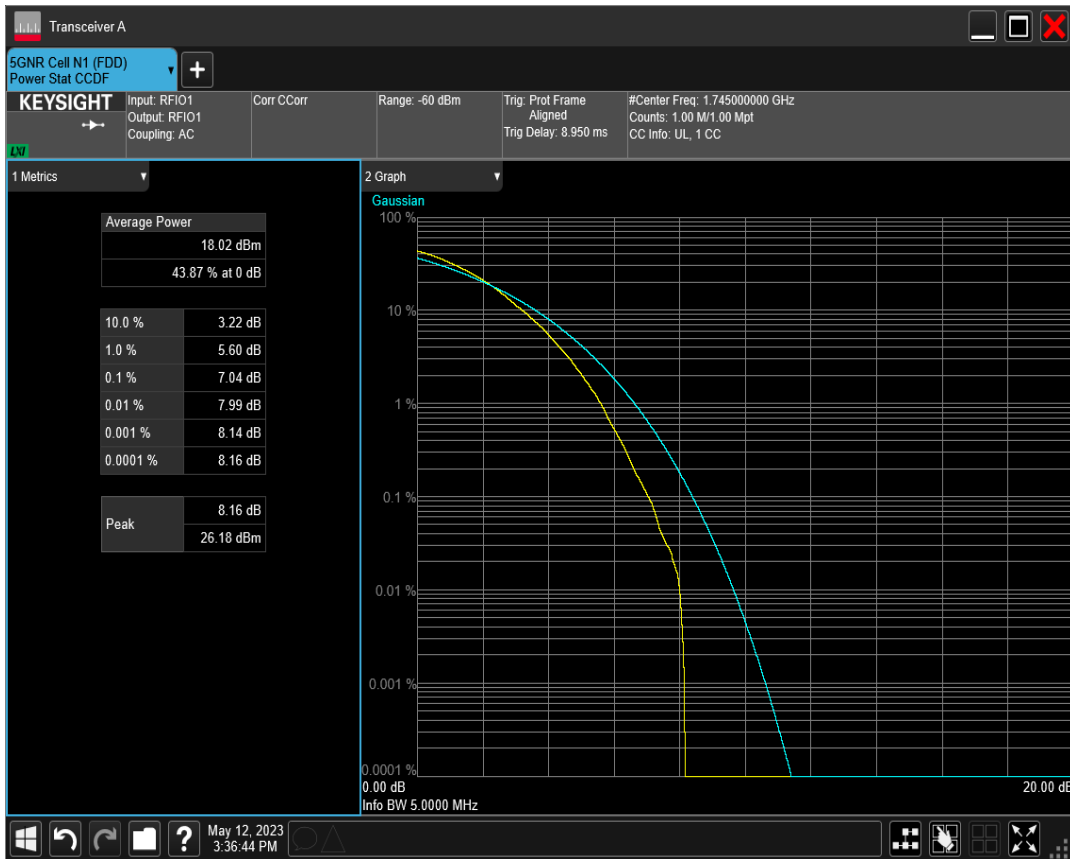 Transceiver A
5GNR Cell N1 (FDD)
Power Stat CCDF
+
KEYSIGHT
LXI
Input: RFIO1
Output: RFIO1
Coupling: AC
Corr CCorr
Range: -60 dBm
Trig: Prot Frame
Aligned
Trig Delay: 8.950 ms
#Center Freq: 1.745000000 GHz
Counts: 1.00 M/1.00 Mpt
CC Info: UL, 1 CC
1 Metrics
Average Power
18.02 dBm
43.87 % at 0 dB
10.0 % 3.22 dB
1.0 % 5.60 dB
0.1 % 7.04 dB
0.01 % 7.99 dB
0.001 % 8.14 dB
0.0001 % 8.16 dB
Peak 8.16 dB
26.18 dBm
2 Graph
Gaussian
100 %
10 %
1 %
0.1 %
0.01 %
0.001 %
0.0001 %
0.00 dB 20.00 dB
Info BW 5.0000 MHz
?
May 12, 2023
3:36:44 PM